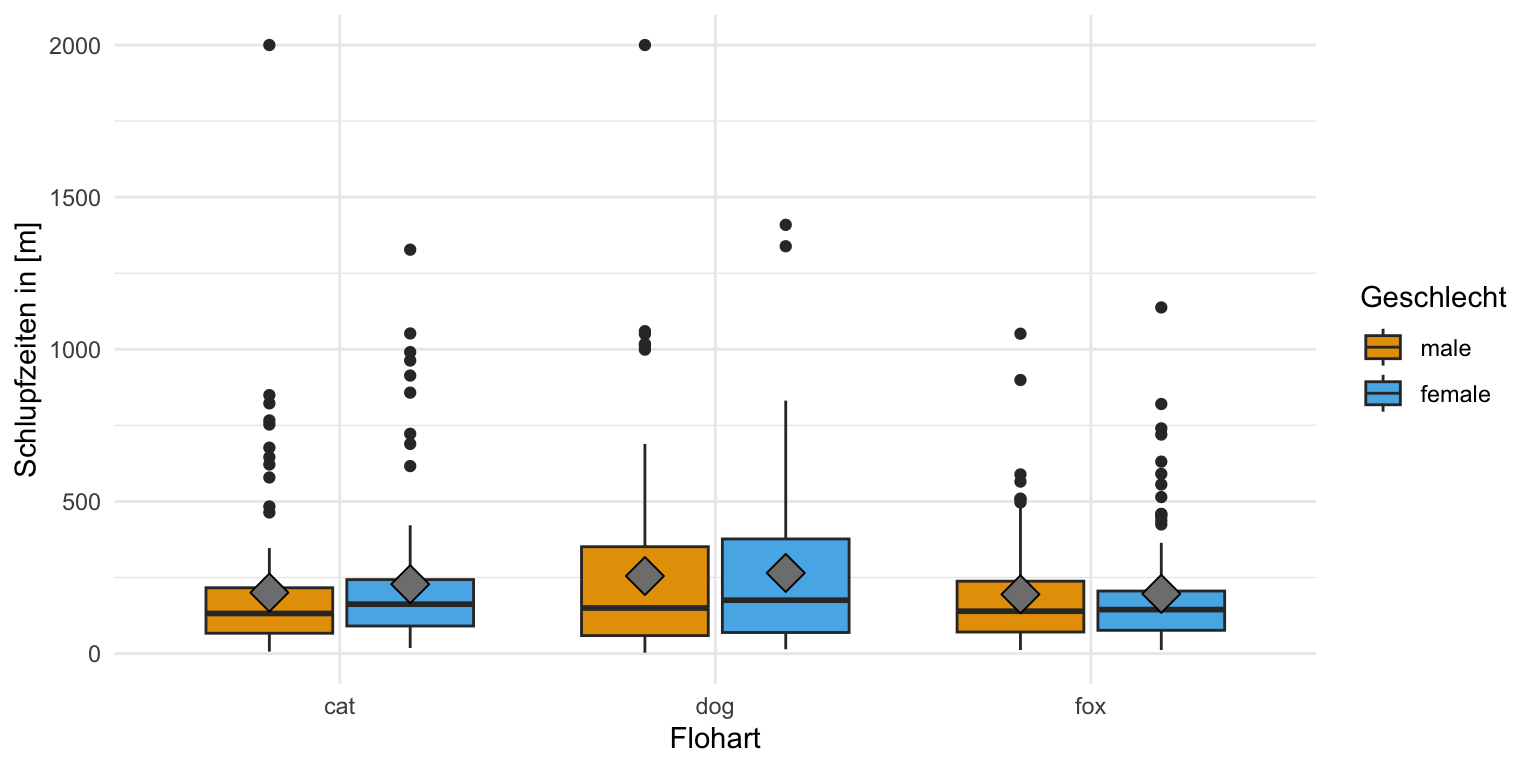 2000
1500
1000
500
0
Schlupfzeiten in [m]
cat
dog
fox
Flohart
Geschlecht
male
female